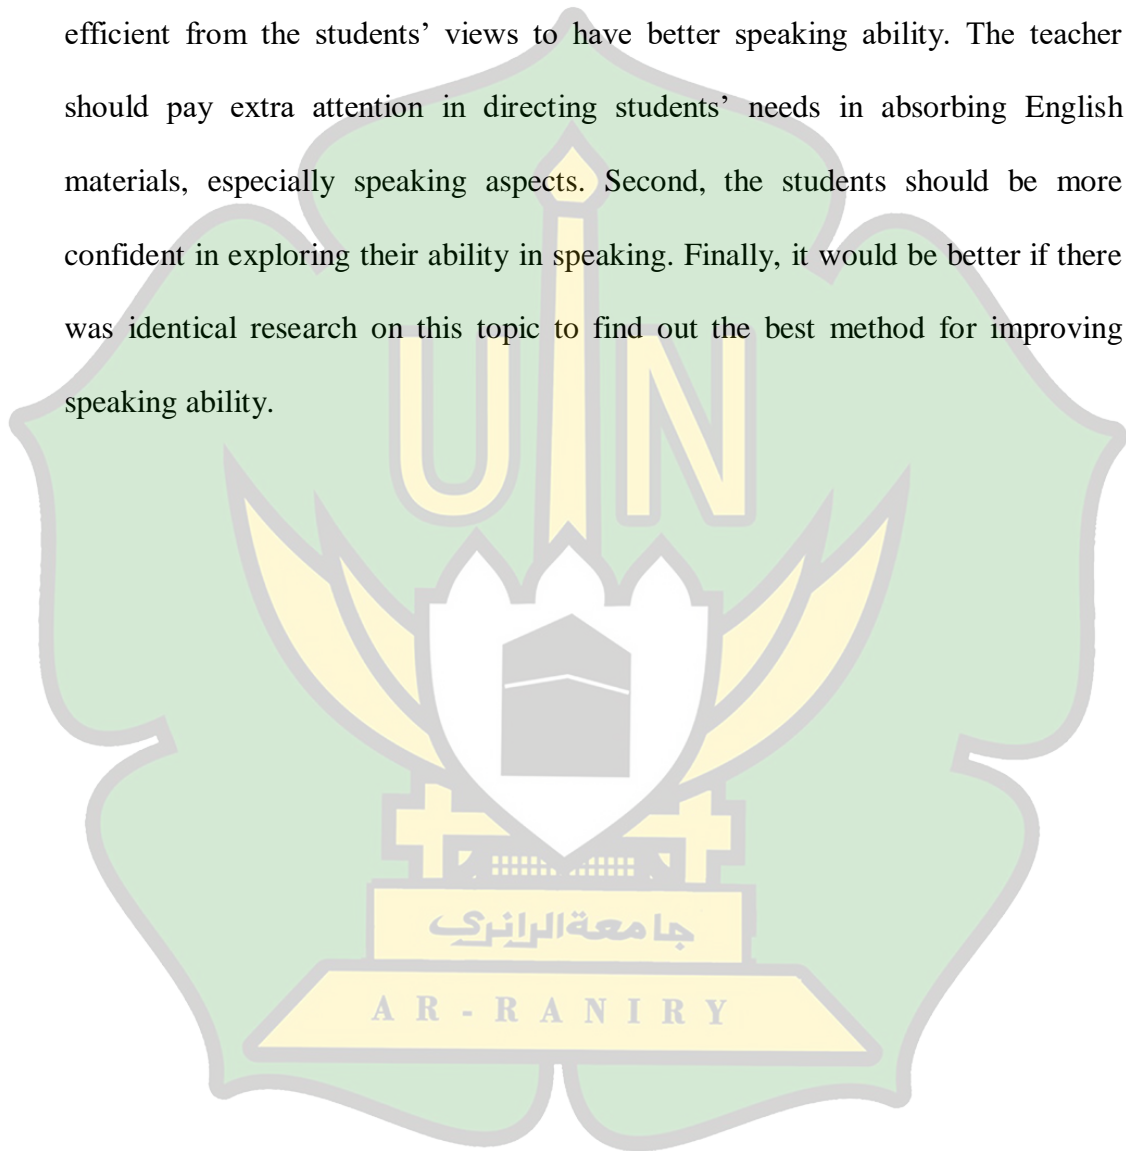 efficient from the students’ views to have better speaking ability. The teacher
should pay extra attention in directing students’ needs in absorbing English
materials, especially speaking aspects. Second, the students should be more
confident in exploring their ability in speaking. Finally, it would be better if there
was identical research on this topic to find out the best method for improving
speaking ability.
UIN
جامعة الرانري
AR-RANIRY